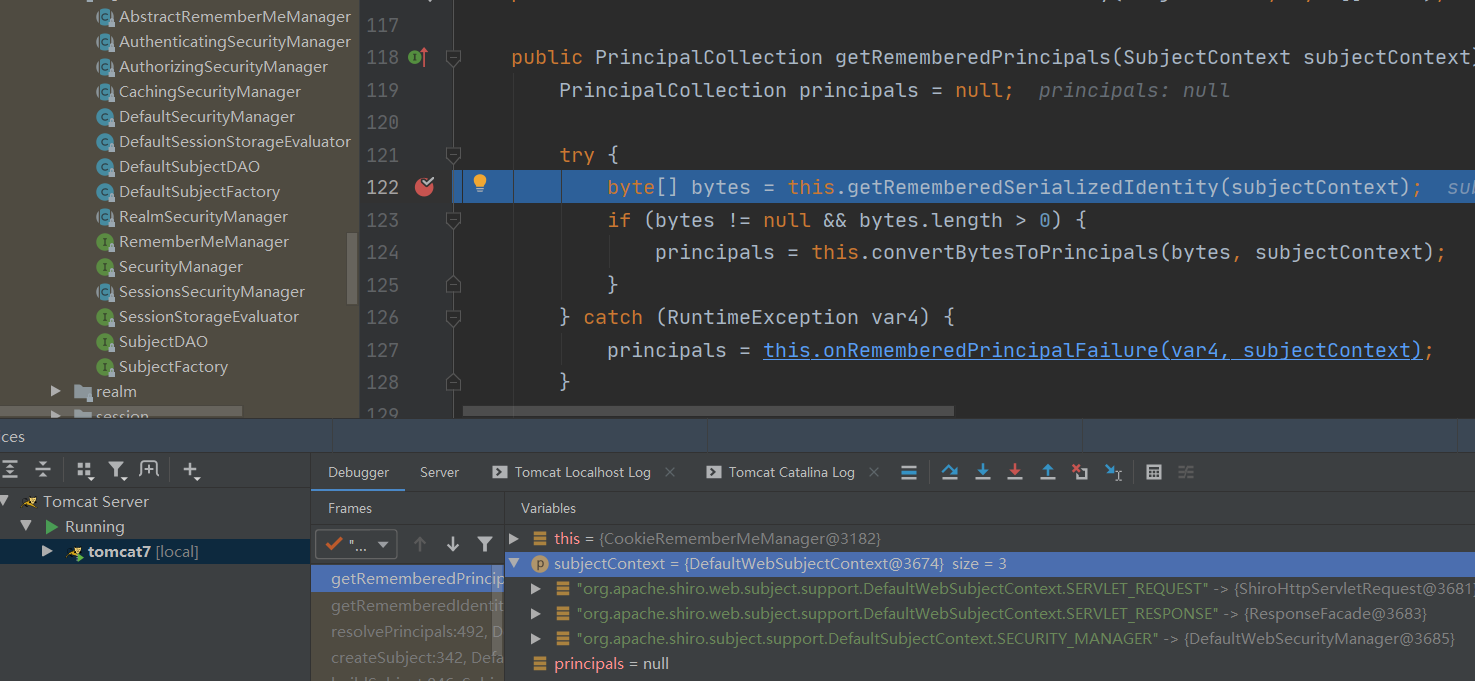 AbstractRememberMeManager
AuthenticatingSecurityManager
AuthorizingSecurityManager
CachingSecurityManager
DefaultSecurityManager
DefaultSessionStorageEvaluator
DefaultSubjectDAO
DefaultSubjectFactory
RealmSecurityManager
RememberMeManager
SecurityManager
SessionsSecurityManager
SessionStorageEvaluator
SubjectDAO
SubjectFactory
realm
session
117
118 public PrincipalCollection getRememberedPrincipals(SubjectContext subjectContext)
119 PrincipalCollection principals = null; principals: null
120
121 try {
122 byte[] bytes = this.getRememberedSerializedIdentity(subjectContext); su
123 if (bytes != null && bytes.length > 0) {
124 principals = this.convertBytesToPrincipals(bytes, subjectContext);
125 }
126 } catch (RuntimeException var4) {
127 principals = this.onRememberedPrincipalFailure(var4, subjectContext);
128 }
129
ces
Debugger Server Tomcat Localhost Log Tomcat Catalina Log
Tomcat Server
Running
tomcat7 [local]
Frames
"...
getRememberedPrincip
getRememberedIdentit
resolvePrincipals:492, D
createSubject:342, Defa
Variables
this = {CookieRememberMeManager@3182}
subjectContext = {DefaultWebSubjectContext@3674} size = 3
"org.apache.shiro.web.subject.support.DefaultWebSubjectContext.SERVLET_REQUEST" -> {ShiroHttpServletRequest@3681}
"org.apache.shiro.web.subject.support.DefaultWebSubjectContext.SERVLET_RESPONSE" -> {ResponseFacade@3683}
"org.apache.shiro.subject.support.DefaultSubjectContext.SECURITY_MANAGER" -> {DefaultWebSecurityManager@3685}
principals = null